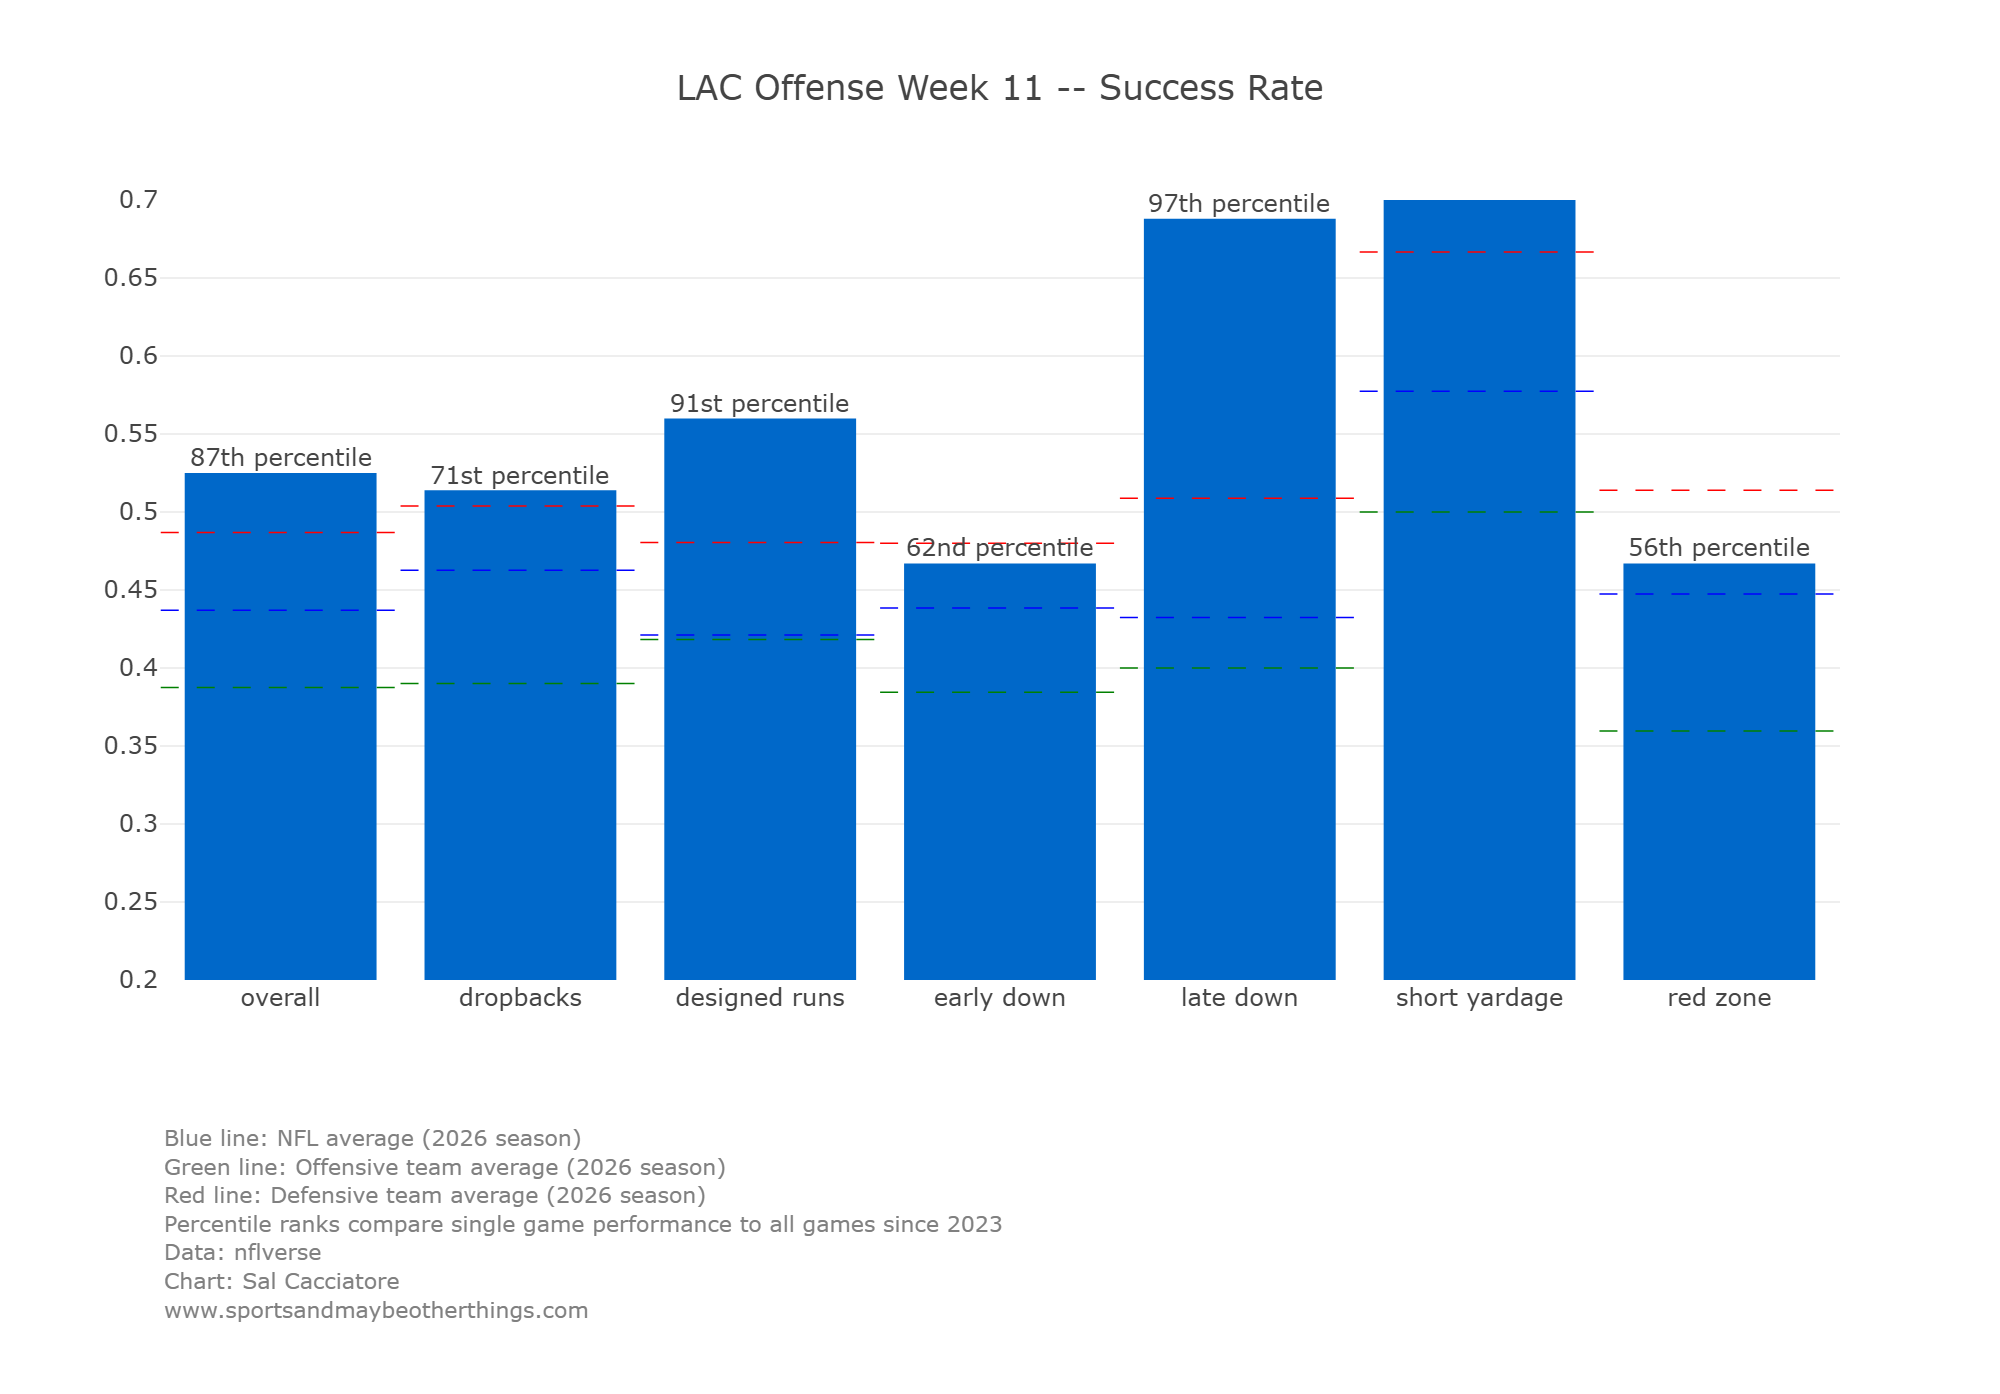 LAC Offense Week 11 -- Success Rate
0.7
0.65
0.6
0.55
0.5
0.45
0.4
0.35
0.3
0.25
0.2
87th percentile
71st percentile
91st percentile
62nd percentile
97th percentile
56th percentile
overall
dropbacks
designed runs
early down
late down
short yardage
red zone
Blue line: NFL average (2026 season)
Green line: Offensive team average (2026 season)
Red line: Defensive team average (2026 season)
Percentile ranks compare single game performance to all games since 2023
Data: nflverse
Chart: Sal Cacciatore
www.sportsandmaybeotherthings.com